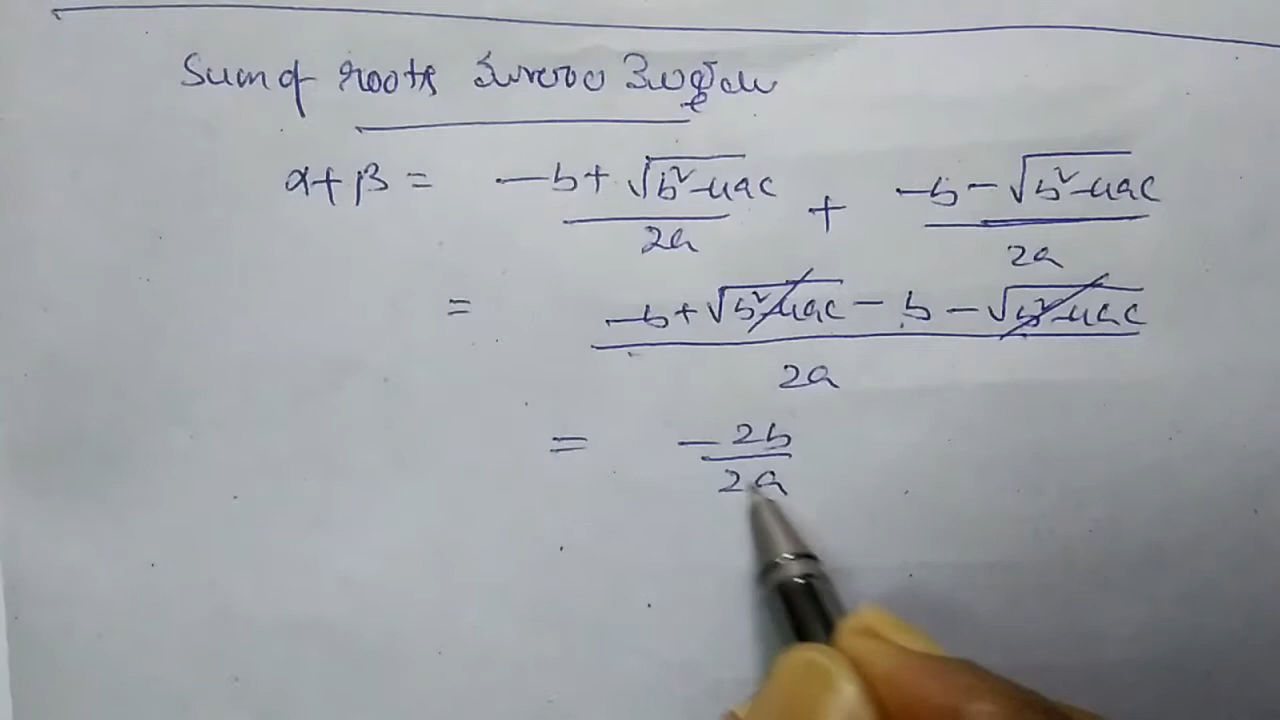 Sum of roots మూలాల మొత్తం
α+β = -b+√b²-4ac / 2a + -b-√b²-4ac / 2a
= -b+√b²-4ac - b - √b²-4ac / 2a
= -2b / 2a